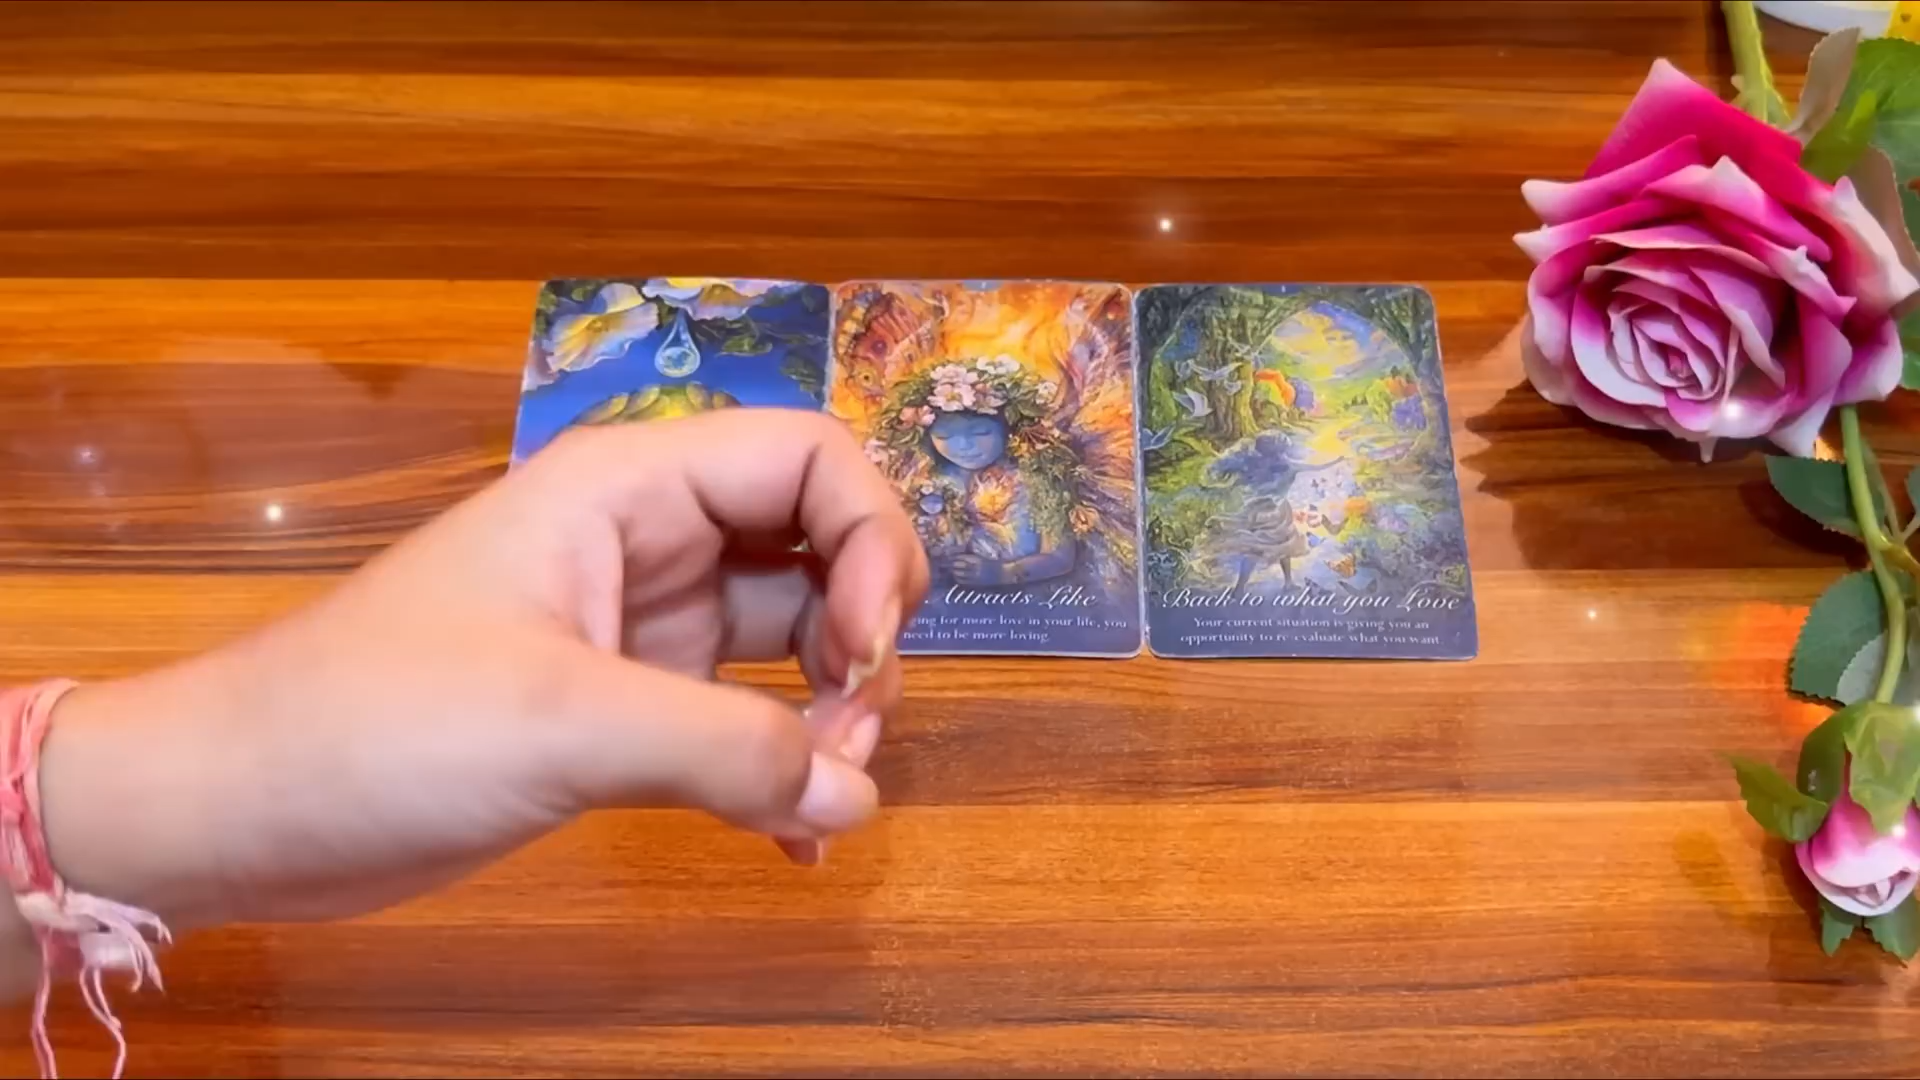 Attracts Like
ging for more love in your life, you
need to be more loving.
Back to what you Love
Your current situation is giving you an
opportunity to re-evaluate what you want.